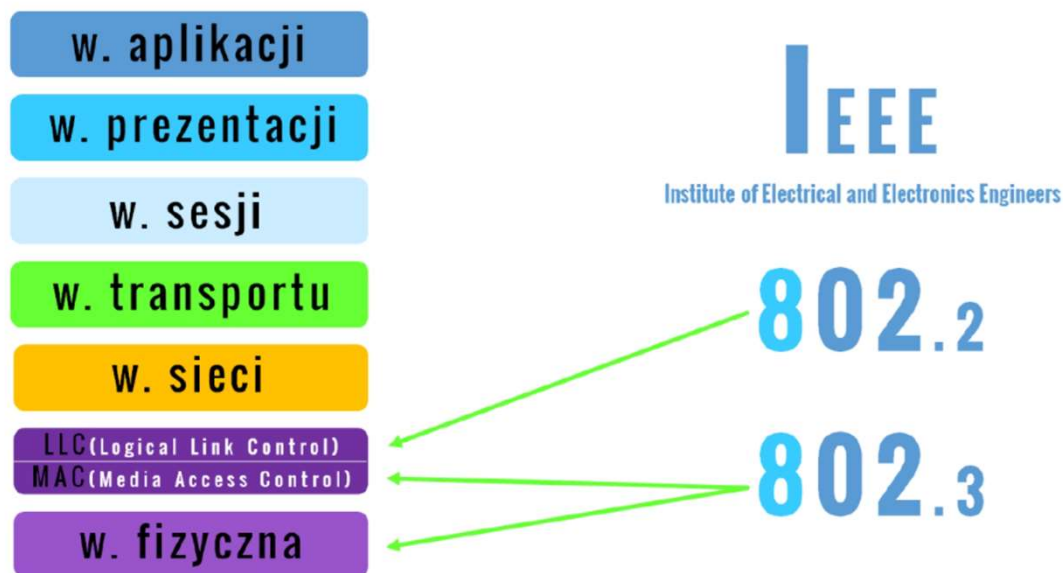 w. aplikacji
w. prezentacji
w. sesji
w. transportu
w. sieci
LLC(Logical Link Control)
MAC(Media Access Control)
w. fizyczna
IEEE
Institute of Electrical and Electronics Engineers
802.2
802.3